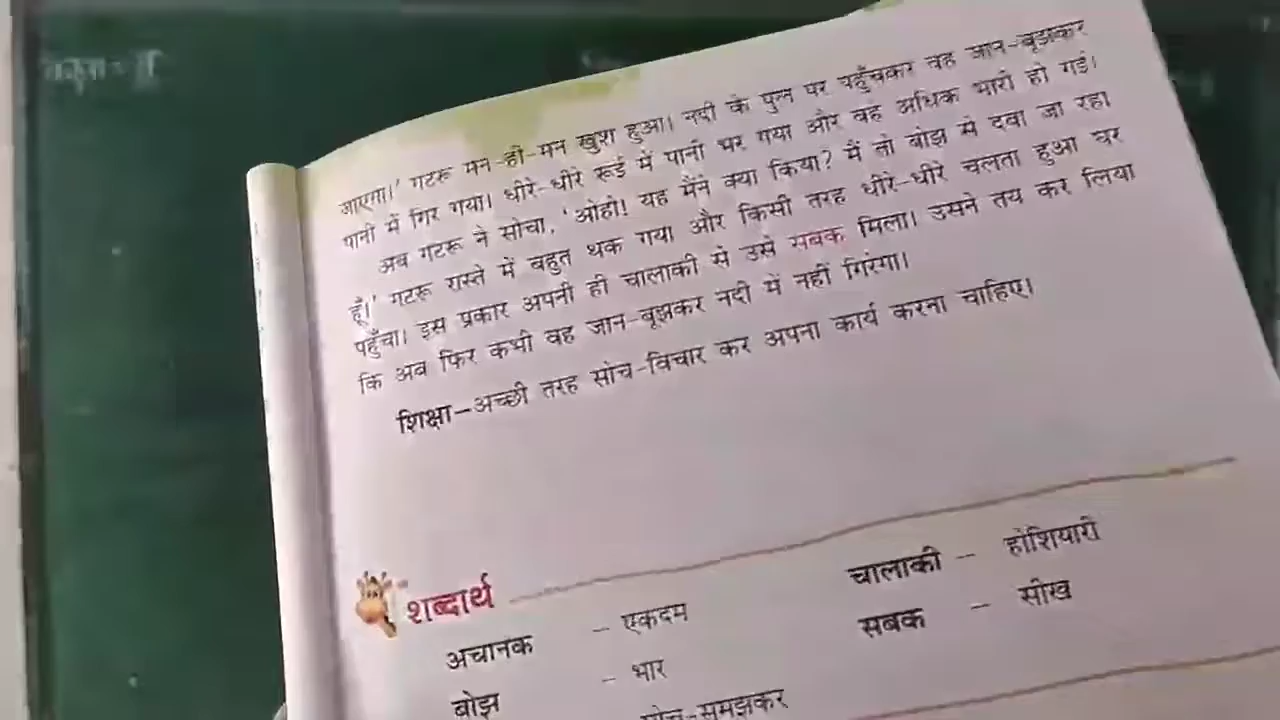 जाएगा।' गटरू मन-ही-मन खुश हुआ। नदी के पुल पर पहुँचकर वह जान-बूझकर
पानी में गिर गया। धीरे-धीरे रूई में पानी भर गया और वह अधिक भारी हो गई।
अब गटरू ने सोचा, 'ओहो! यह मैंने क्या किया? मैं तो बोझ से दबा जा रहा
हूँ।' गटरू रास्ते में बहुत थक गया और किसी तरह धीरे-धीरे चलता हुआ घर
पहुँचा। इस प्रकार अपनी ही चालाकी से उसे सबक मिला। उसने तय कर लिया
कि अब फिर कभी वह जान-बूझकर नदी में नहीं गिरेगा।
शिक्षा–अच्छी तरह सोच-विचार कर अपना कार्य करना चाहिए।
शब्दार्थ
अचानक – एकदम चालाकी – होशियारी
बोझ – भार सबक – सीख
सोच-समझकर